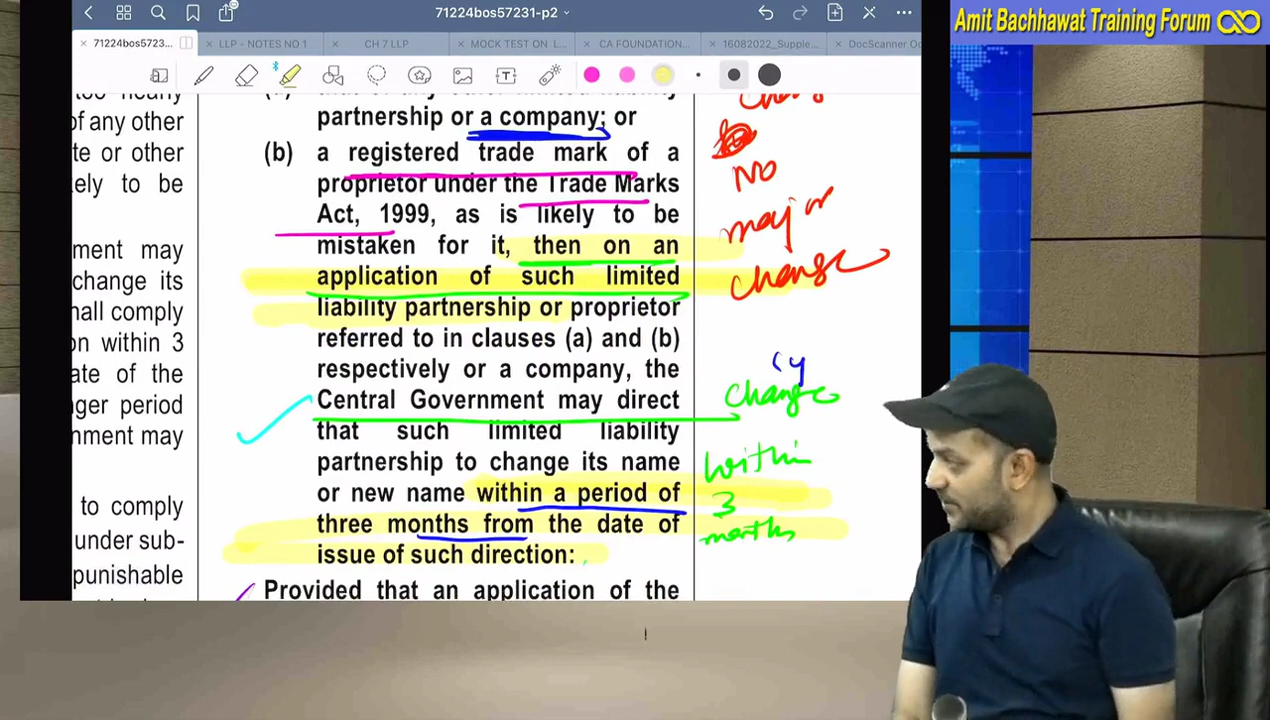 71224bos57231-p2
Amit Bachhawat Training Forum
71224bos5723...
LLP - NOTES NO 1
CH 7 LLP
MOCK TEST ON L...
CA FOUNDATION...
16082022_Supple...
DocScanner Oc
too nearly
of any other
te or other
ely to be
nment may
change its
hall comply
on within 3
ate of the
nger period
nment may
to comply
under sub-
punishable
partnership or a company; or
(b) a registered trade mark of a
proprietor under the Trade Marks
Act, 1999, as is likely to be
mistaken for it, then on an
application of such limited
liability partnership or proprietor
referred to in clauses (a) and (b)
respectively or a company, the
Central Government may direct
that such limited liability
partnership to change its name
or new name within a period of
three months from the date of
issue of such direction:
Provided that an application of the
No
major
change
change
within
3
months